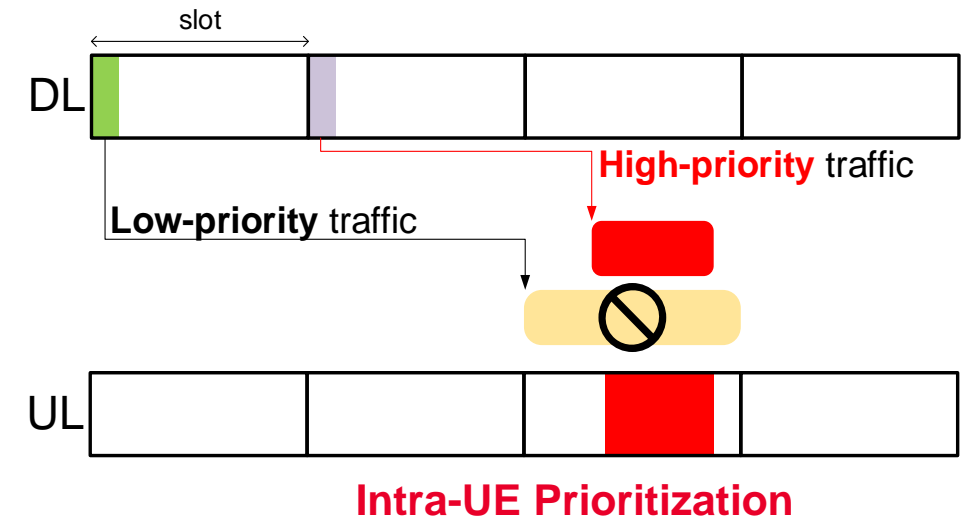 slot
DL
High-priority traffic
Low-priority traffic
UL
Intra-UE Prioritization